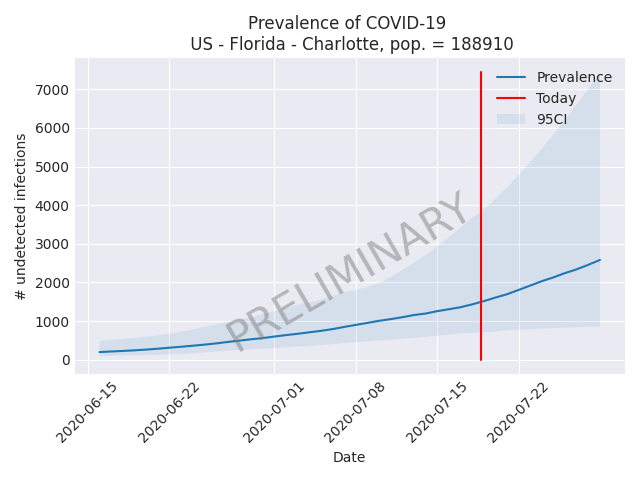 Prevalence of COVID-19
US - Florida - Charlotte, pop. = 188910
Prevalence
Today
95CI
7000
6000
5000
4000
3000
2000
1000
0
# undetected infections
PRELIMINARY
2020-06-15
2020-06-22
2020-07-01
2020-07-08
2020-07-15
2020-07-22
Date